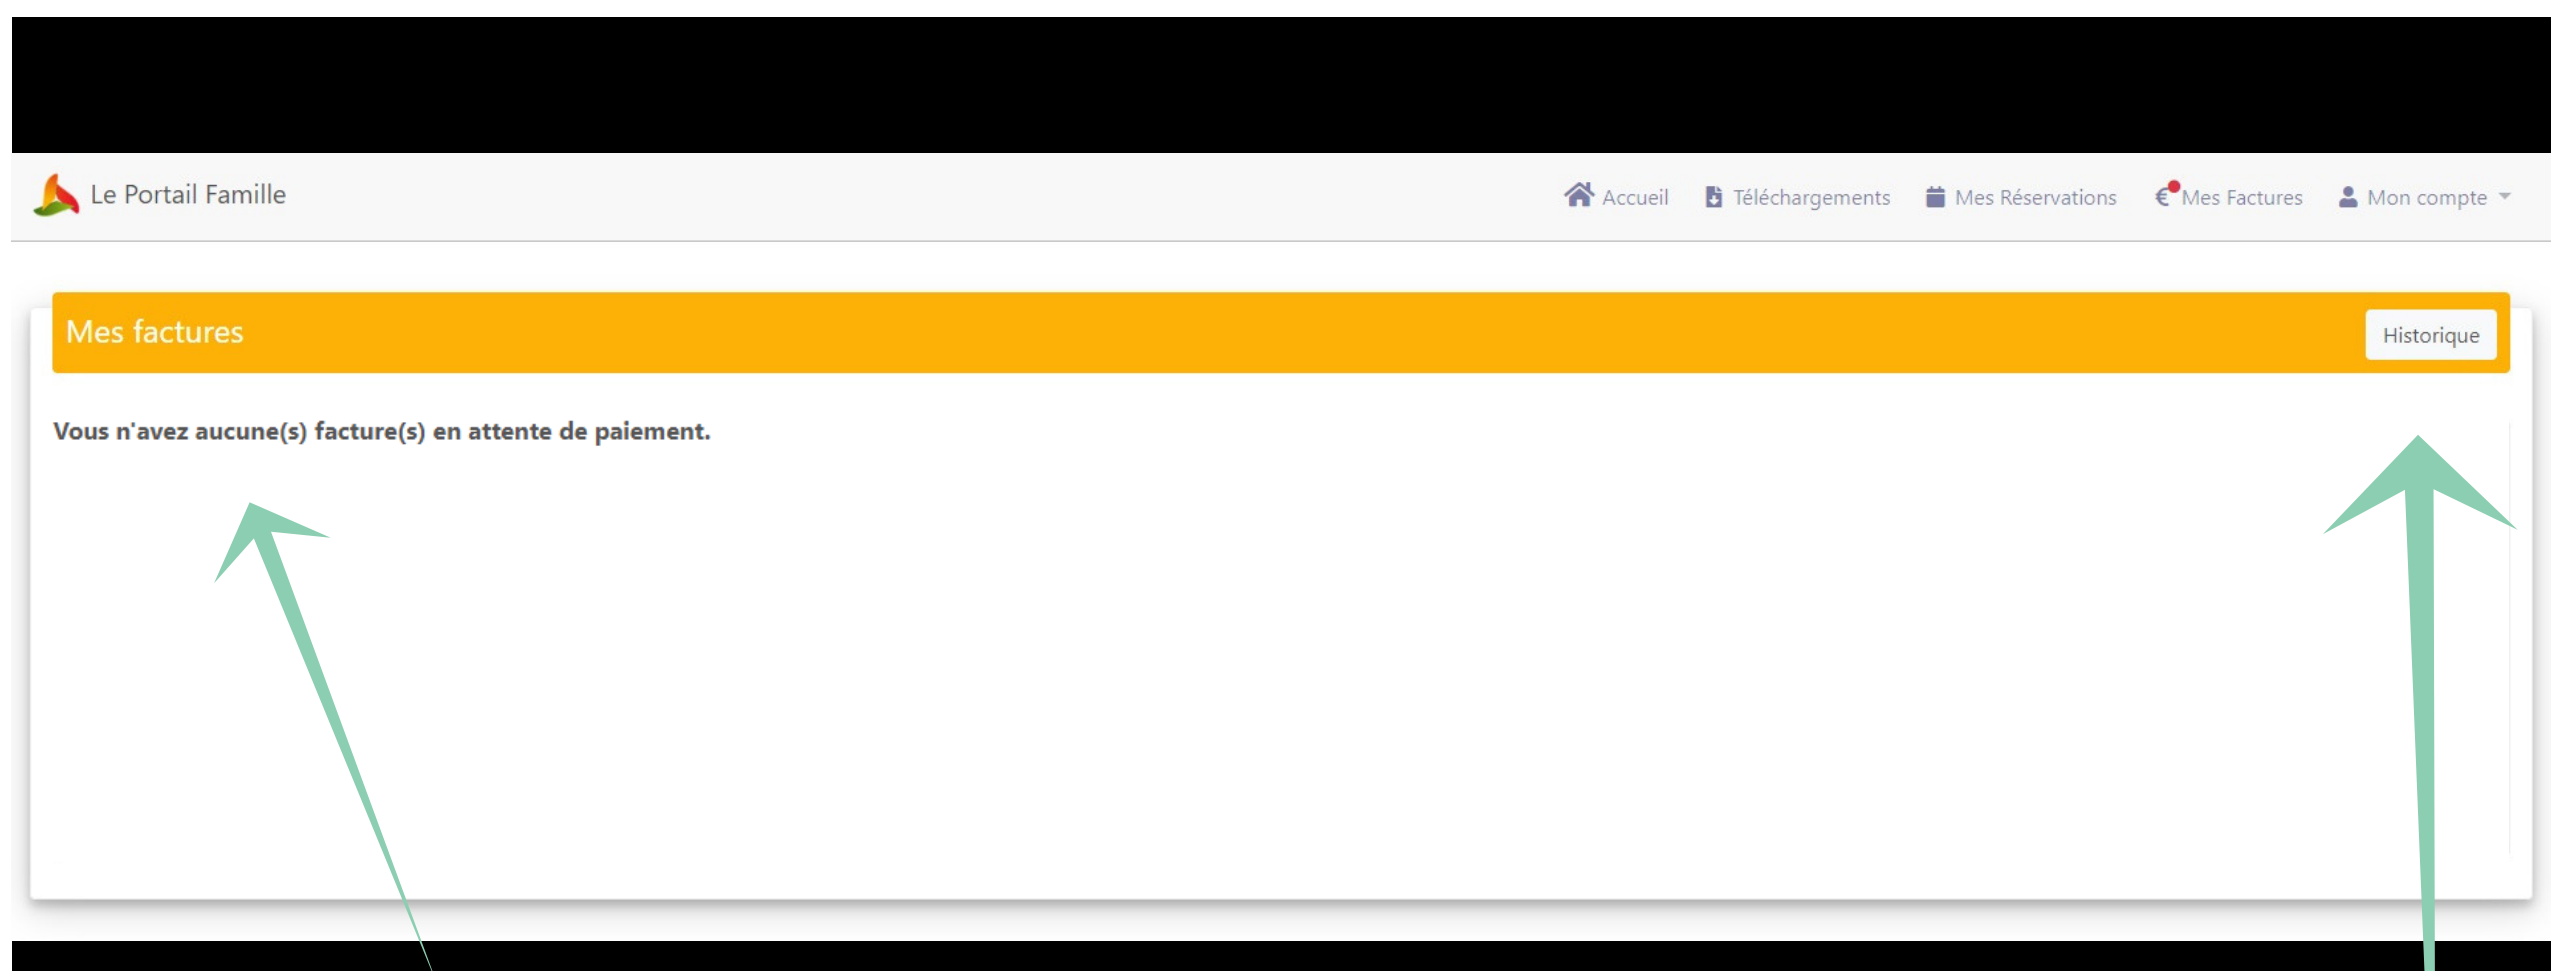 Le Portail Famille
Accueil Téléchargements Mes Réservations € Mes Factures Mon compte
Mes factures
Historique
Vous n'avez aucune(s) facture(s) en attente de paiement.